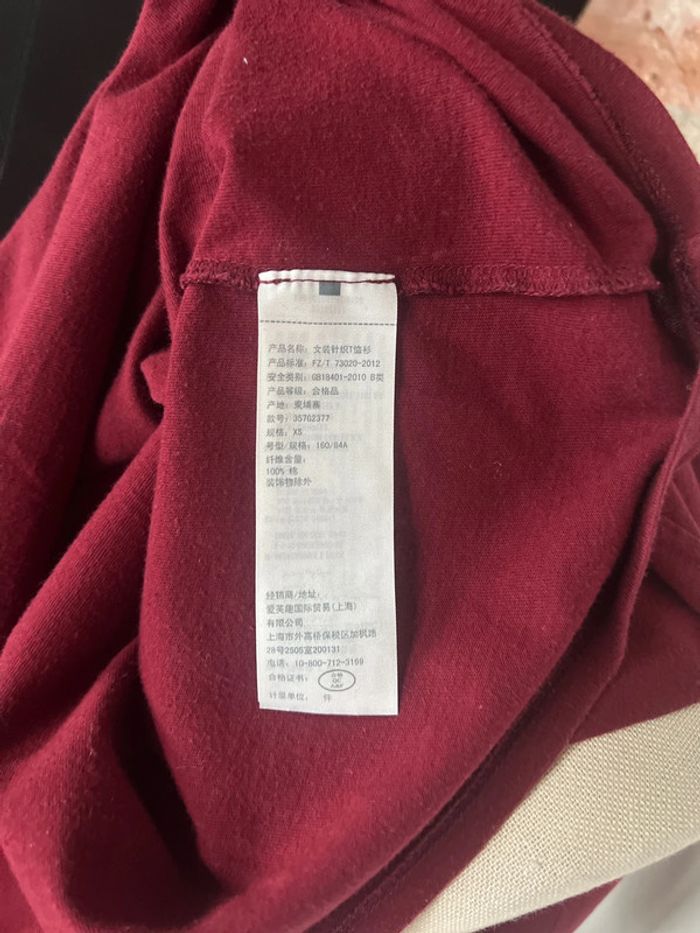 产品名称: 女装针织T恤衫
产品标准: FZ/T 73020-2012
安全类别: GB18401-2010 B类
产品等级: 合格品
产地: 柬埔寨
款号: 35762377
规格: XS
号型/规格: 160/84A
纤维含量:
100% 棉
装饰物除外
经销商/地址:
爱芙趣国际贸易(上海)
有限公司
上海市外高桥保税区加枫路
28号2505室200131
电话: 10-800-712-3169
合格证书: 合格 QC
计量单位: 件